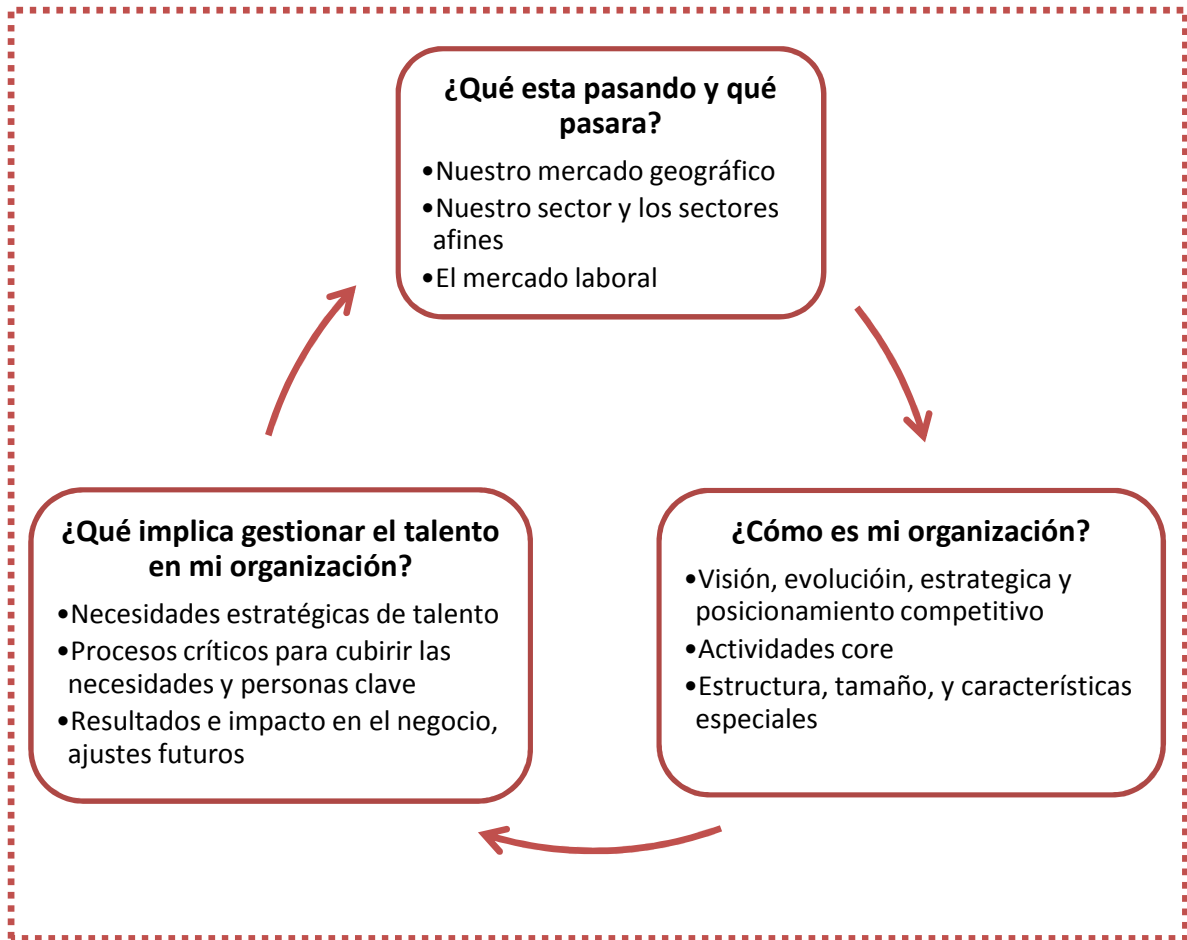 ¿Qué esta pasando y qué
pasara?
•Nuestro mercado geográfico
•Nuestro sector y los sectores
afines
•El mercado laboral
¿Cómo es mi organización?
•Visión, evolucióin, estrategica y
posicionamiento competitivo
•Actividades core
•Estructura, tamaño, y características
especiales
¿Qué implica gestionar el talento
en mi organización?
•Necesidades estratégicas de talento
•Procesos críticos para cubirir las
necesidades y personas clave
•Resultados e impacto en el negocio,
ajustes futuros